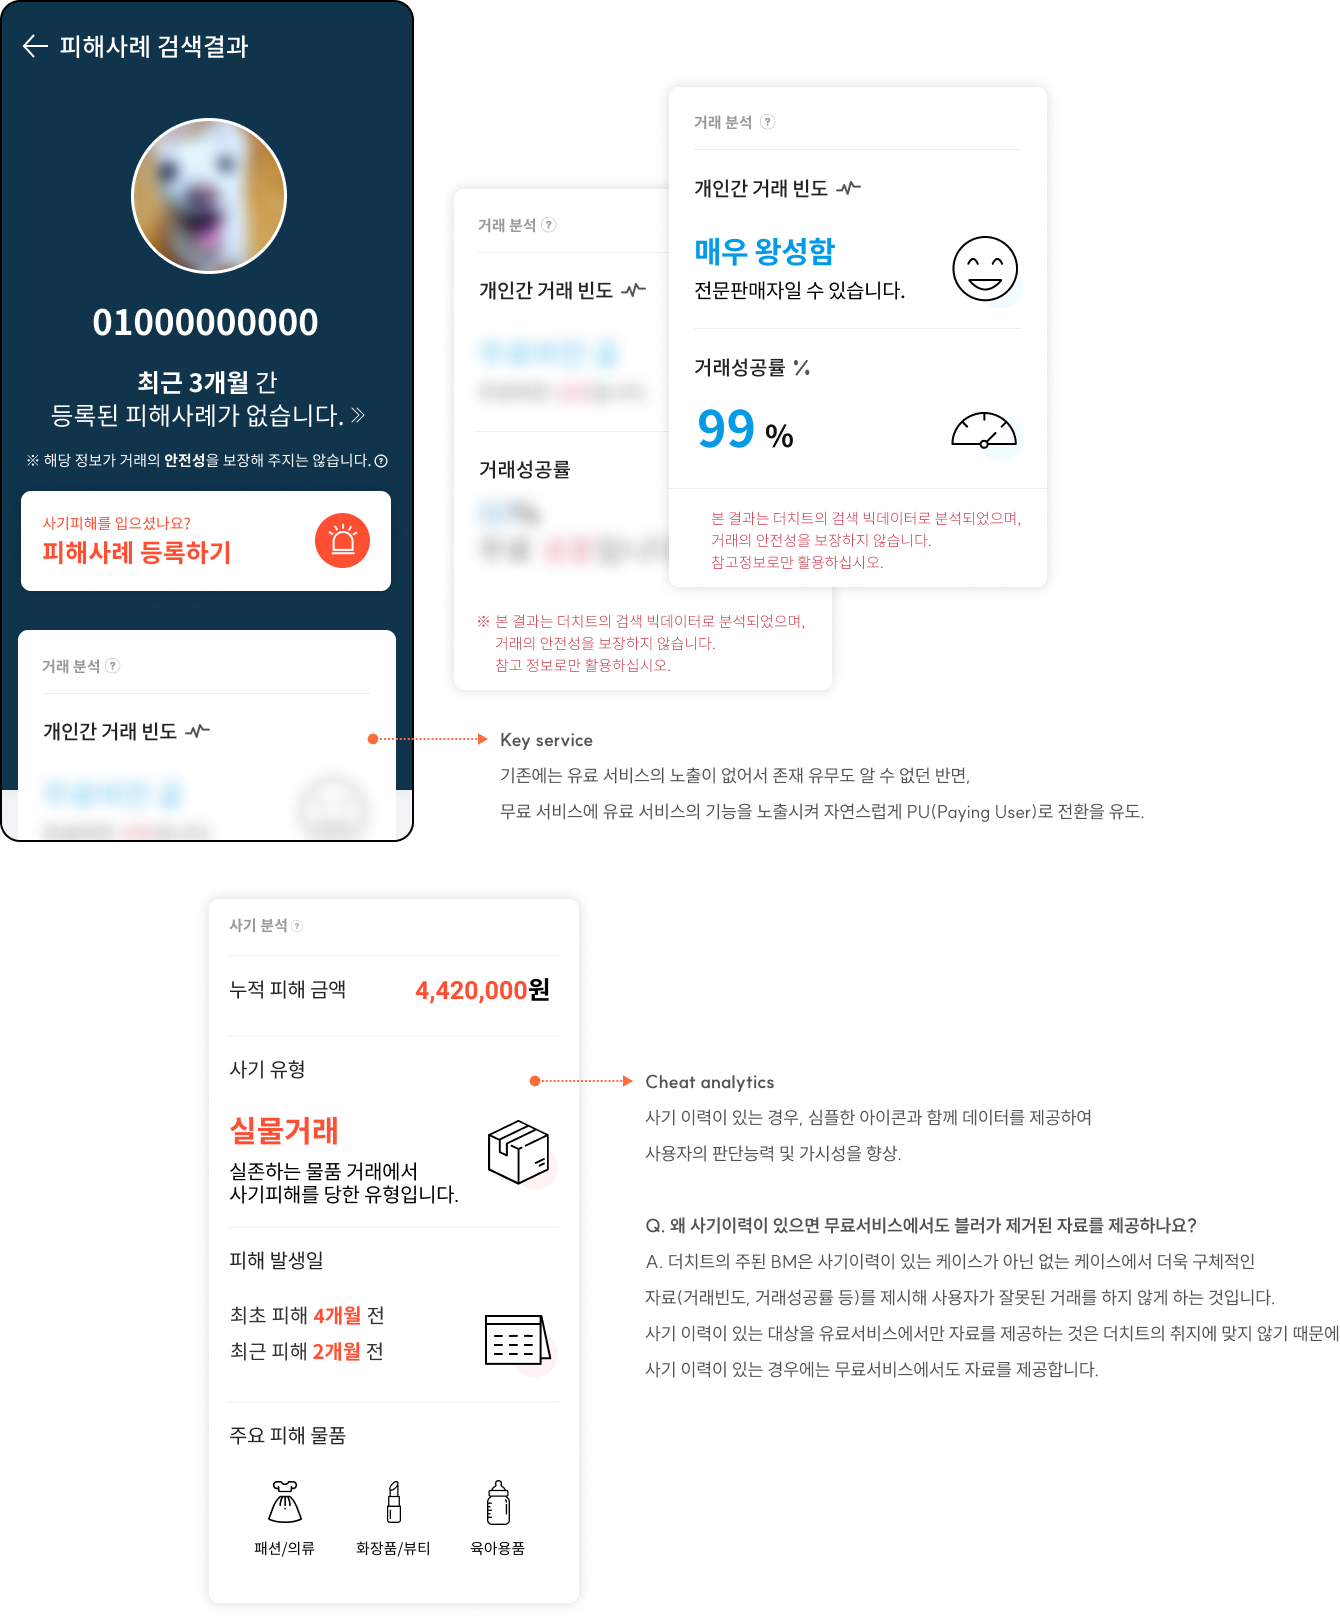 피해사례 검색결과
01000000000
최근 3개월 간
등록된 피해사례가 없습니다.
※ 해당 정보가 거래의 안전성을 보장해 주지는 않습니다.
사기피해를 입으셨나요?
피해사례 등록하기
거래 분석
개인간 거래 빈도
거래 분석
개인간 거래 빈도
거래성공률
※ 본 결과는 더치트의 검색 빅데이터로 분석되었으며,
거래의 안전성을 보장하지 않습니다.
참고 정보로만 활용하십시오.
거래 분석
개인간 거래 빈도
매우 왕성함
전문판매자일 수 있습니다.
거래성공률
99 %
본 결과는 더치트의 검색 빅데이터로 분석되었으며,
거래의 안전성을 보장하지 않습니다.
참고정보로만 활용하십시오.
Key service
기존에는 유료 서비스의 노출이 없어서 존재 유무도 알 수 없던 반면,
무료 서비스에 유료 서비스의 기능을 노출시켜 자연스럽게 PU(Paying User)로 전환을 유도.
사기 분석
누적 피해 금액 4,420,000원
사기 유형
실물거래
실존하는 물품 거래에서
사기피해를 당한 유형입니다.
피해 발생일
최초 피해 4개월 전
최근 피해 2개월 전
주요 피해 물품
패션/의류 화장품/뷰티 육아용품
Cheat analytics
사기 이력이 있는 경우, 심플한 아이콘과 함께 데이터를 제공하여
사용자의 판단능력 및 가시성을 향상.
Q. 왜 사기이력이 있으면 무료서비스에서도 블러가 제거된 자료를 제공하나요?
A. 더치트의 주된 BM은 사기이력이 있는 케이스가 아닌 없는 케이스에서 더욱 구체적인
자료(거래빈도, 거래성공률 등)를 제시해 사용자가 잘못된 거래를 하지 않게 하는 것입니다.
사기 이력이 있는 대상을 유료서비스에서만 자료를 제공하는 것은 더치트의 취지에 맞지 않기 때문에
사기 이력이 있는 경우에는 무료서비스에서도 자료를 제공합니다.